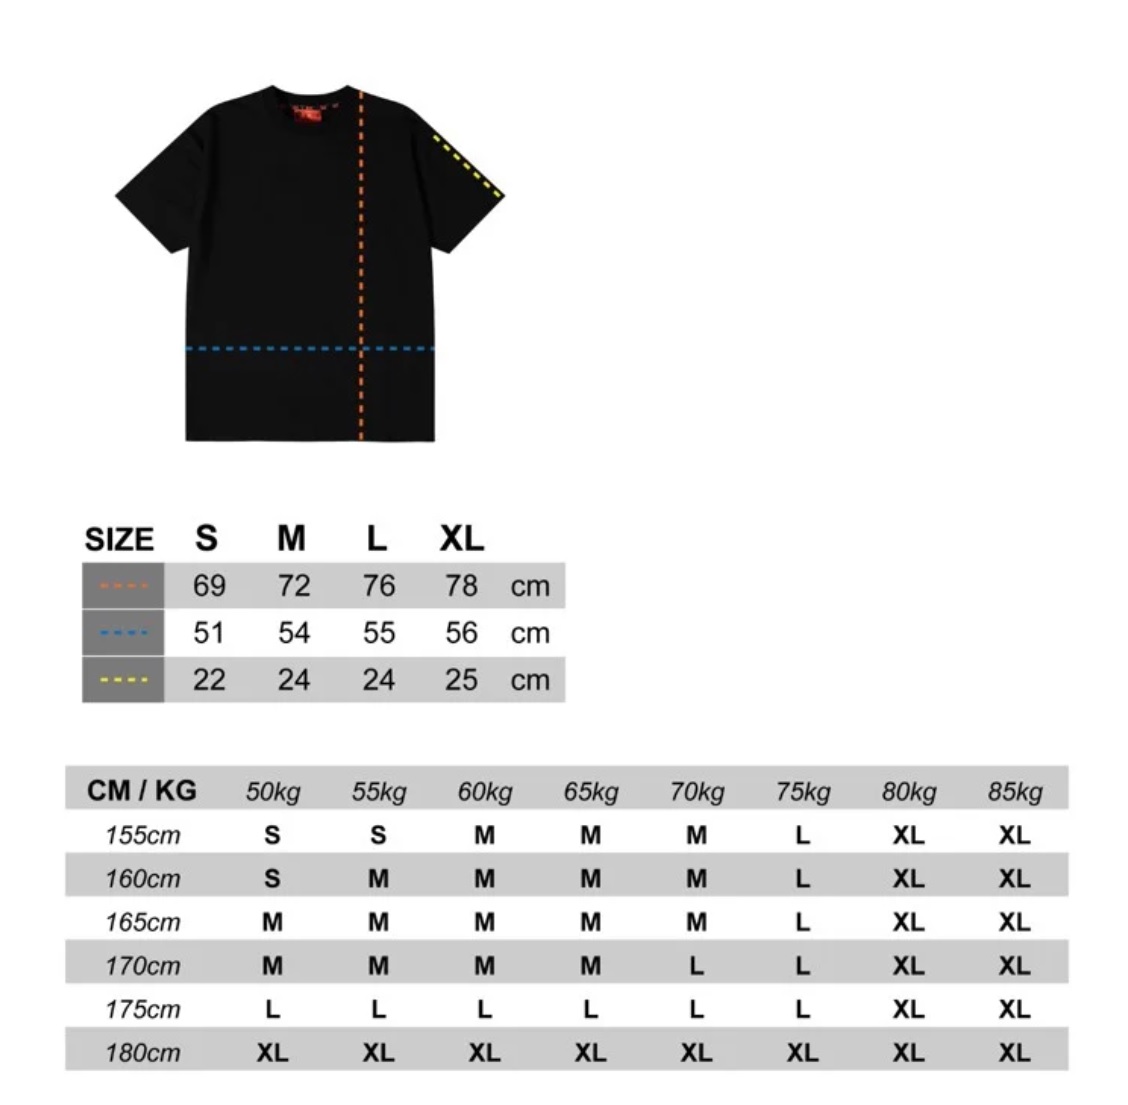 SIZE S M L XL
69 72 76 78 cm
51 54 55 56 cm
22 24 24 25 cm
CM / KG 50kg 55kg 60kg 65kg 70kg 75kg 80kg 85kg
155cm S S M M M L XL XL
160cm S M M M M L XL XL
165cm M M M M M L XL XL
170cm M M M M L L XL XL
175cm L L L L L L XL XL
180cm XL XL XL XL XL XL XL XL